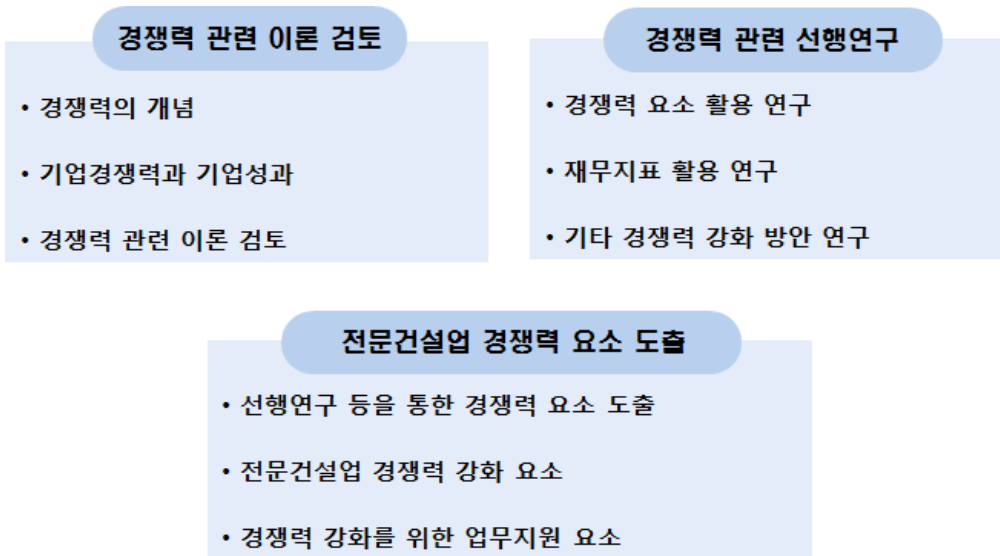 경쟁력 관련 이론 검토
• 경쟁력의 개념
• 기업경쟁력과 기업성과
• 경쟁력 관련 이론 검토
경쟁력 관련 선행연구
• 경쟁력 요소 활용 연구
• 재무지표 활용 연구
• 기타 경쟁력 강화 방안 연구
전문건설업 경쟁력 요소 도출
• 선행연구 등을 통한 경쟁력 요소 도출
• 전문건설업 경쟁력 강화 요소
• 경쟁력 강화를 위한 업무지원 요소